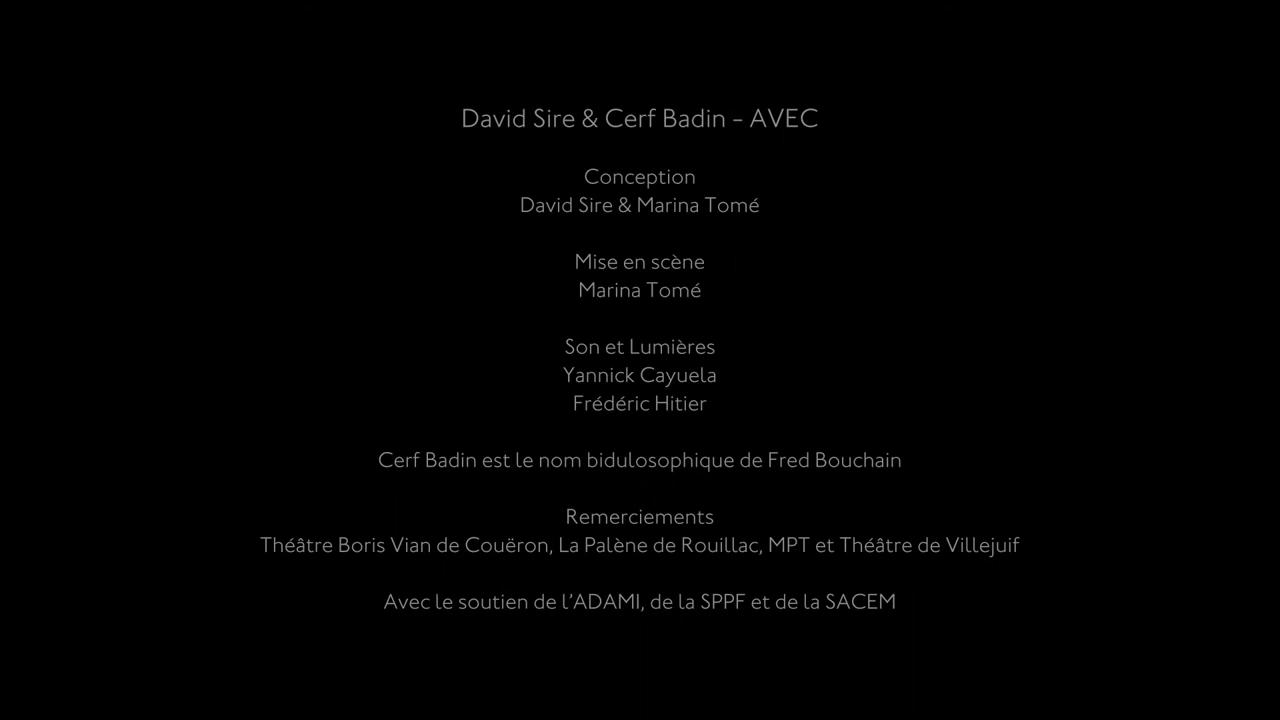 David Sire & Cerf Badin - AVEC
Conception
David Sire & Marina Tomé
Mise en scène
Marina Tomé
Son et Lumières
Yannick Cayuela
Frédéric Hitier
Cerf Badin est le nom bidulosophique de Fred Bouchain
Remerciements
Théâtre Boris Vian de Couëron, La Palène de Rouillac, MPT et Théâtre de Villejuif
Avec le soutien de l’ADAMI, de la SPPF et de la SACEM